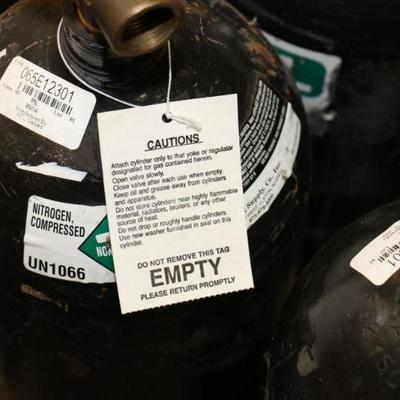 065E12301
CAUTIONS
Attach cylinder only to that yoke or regulator
designated for gas contained herein.
Open valve slowly.
Close valve after each use when empty.
Keep oil and grease away from cylinders
and apparatus.
Do not store cylinders near highly flammable
material, radiators, broilers, or any other
source of heat.
Do not drop or roughly handle cylinders.
Use new washer furnished in seal on this
cylinder.
DO NOT REMOVE THIS TAG
EMPTY
PLEASE RETURN PROMPTLY
NITROGEN,
COMPRESSED
UN1066
NON
Supply, Co., Inc.